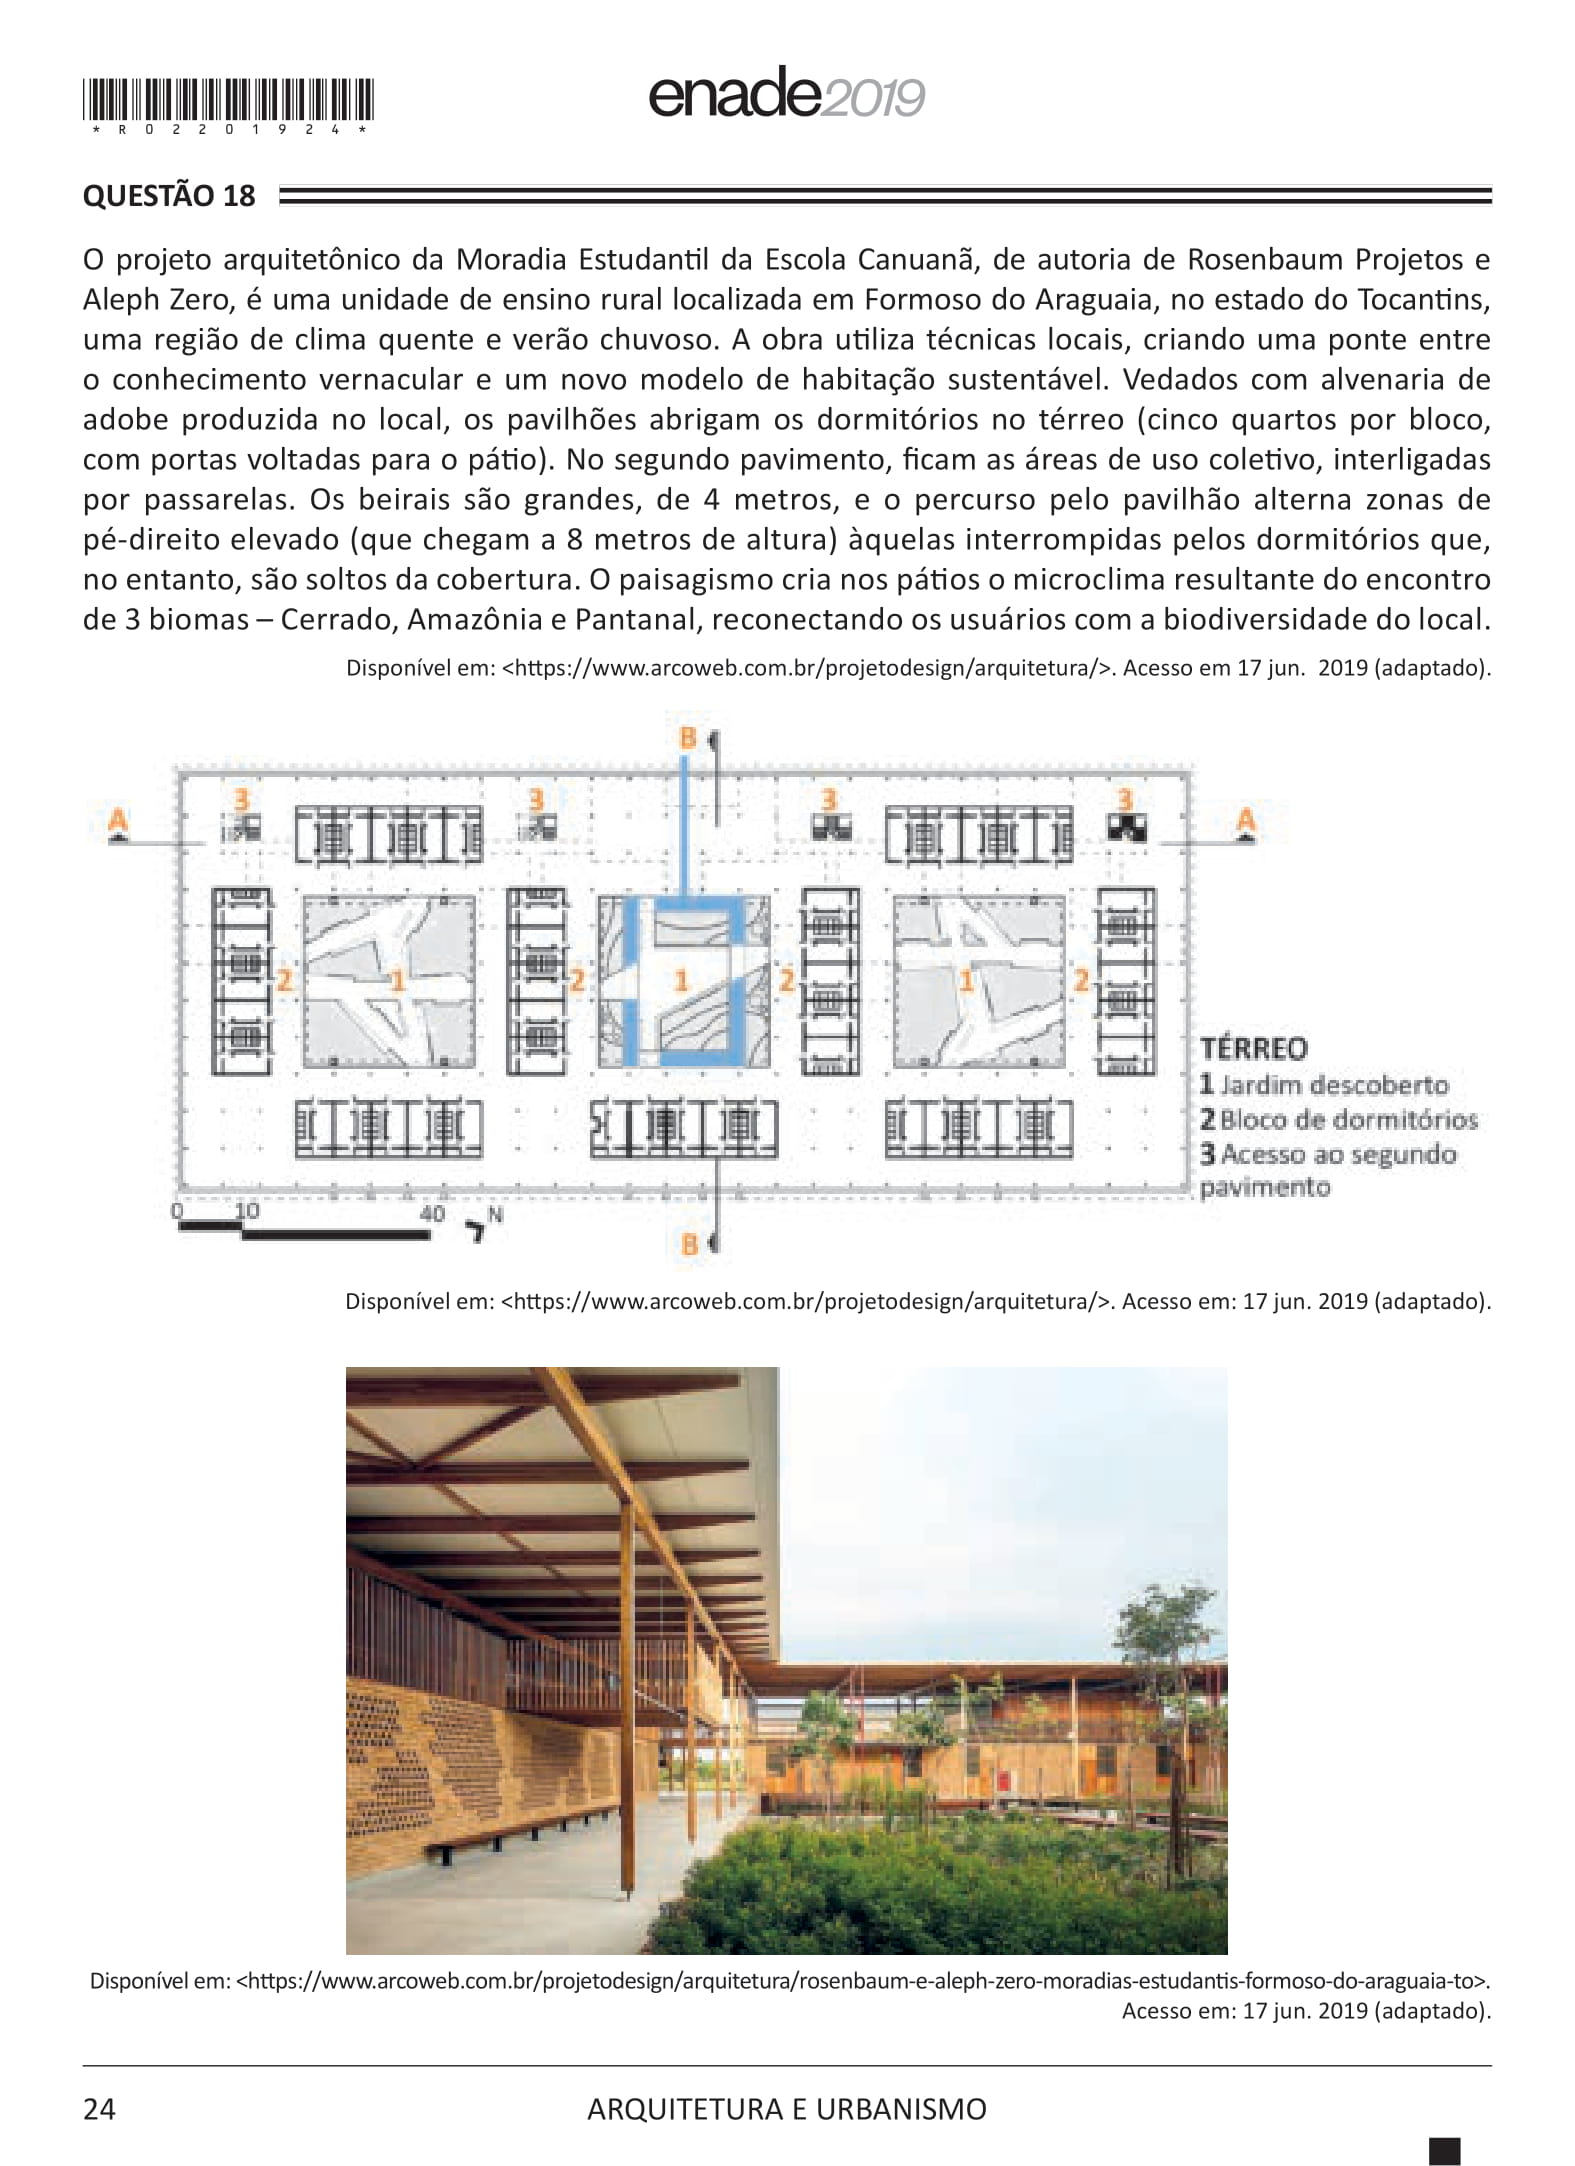 enade2019
*R02201924*
QUESTÃO 18
O projeto arquitetônico da Moradia Estudantil da Escola Canuanã, de autoria de Rosenbaum Projetos e
Aleph Zero, é uma unidade de ensino rural localizada em Formoso do Araguaia, no estado do Tocantins,
uma região de clima quente e verão chuvoso. A obra utiliza técnicas locais, criando uma ponte entre
o conhecimento vernacular e um novo modelo de habitação sustentável. Vedados com alvenaria de
adobe produzida no local, os pavilhões abrigam os dormitórios no térreo (cinco quartos por bloco,
com portas voltadas para o pátio). No segundo pavimento, ficam as áreas de uso coletivo, interligadas
por passarelas. Os beirais são grandes, de 4 metros, e o percurso pelo pavilhão alterna zonas de
pé-direito elevado (que chegam a 8 metros de altura) àquelas interrompidas pelos dormitórios que,
no entanto, são soltos da cobertura. O paisagismo cria nos pátios o microclima resultante do encontro
de 3 biomas – Cerrado, Amazônia e Pantanal, reconectando os usuários com a biodiversidade do local.
Disponível em: <https://www.arcoweb.com.br/projetodesign/arquitetura/>. Acesso em 17 jun. 2019 (adaptado).
B
3 3 3 3
A A
2 1 2 1 2 1 2
TÉRREO
1 Jardim descoberto
2 Bloco de dormitórios
3 Acesso ao segundo
pavimento
0 10 40 N
B
Disponível em: <https://www.arcoweb.com.br/projetodesign/arquitetura/>. Acesso em: 17 jun. 2019 (adaptado).
Disponível em: <https://www.arcoweb.com.br/projetodesign/arquitetura/rosenbaum-e-aleph-zero-moradias-estudantis-formoso-do-araguaia-to>.
Acesso em: 17 jun. 2019 (adaptado).
24
ARQUITETURA E URBANISMO